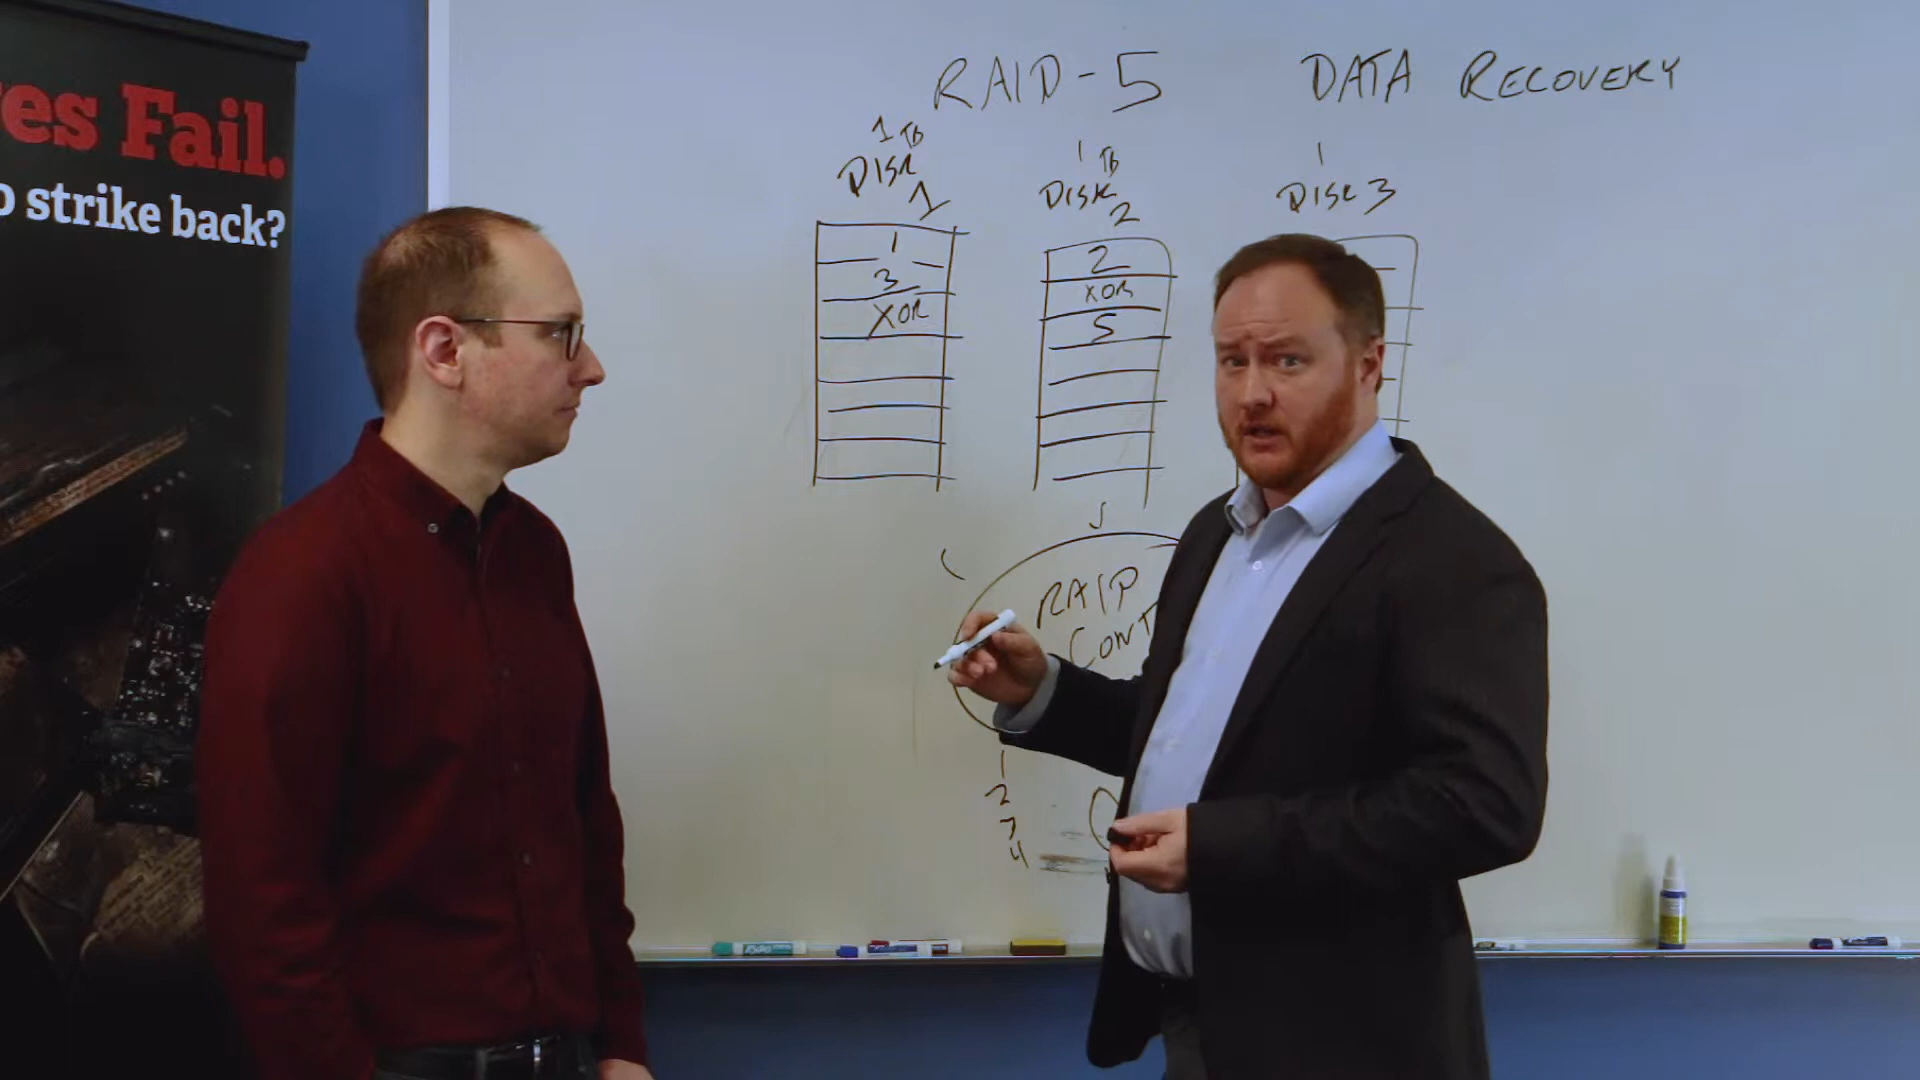 es Fail.
o strike back?
RAID-5 DATA RECOVERY
1 TB
DISK
1
1 TB
DISK
2
1
DISK 3
1
3
XOR
2
XOR
5
RAID
CONT
1
2
3
4